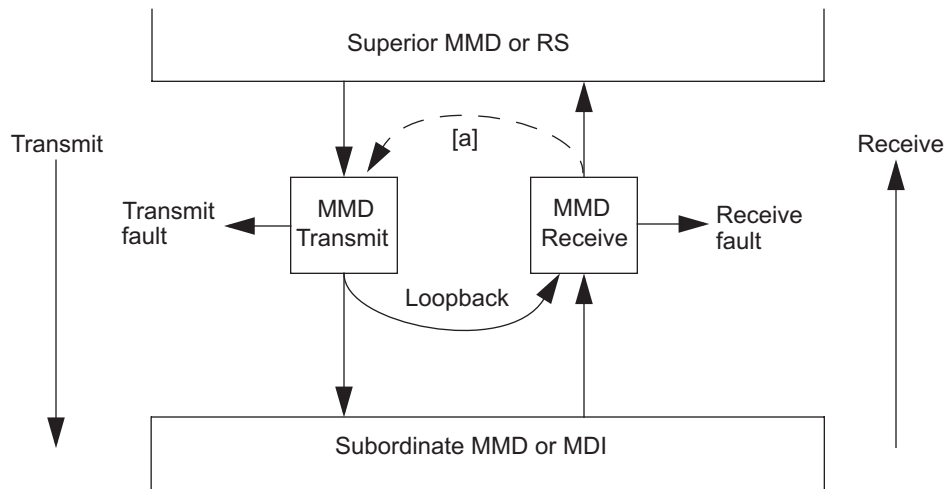 Superior MMD or RS
Transmit
[a]
Receive
Transmit
fault
MMD
Transmit
MMD
Receive
Receive
fault
Loopback
Subordinate MMD or MDI